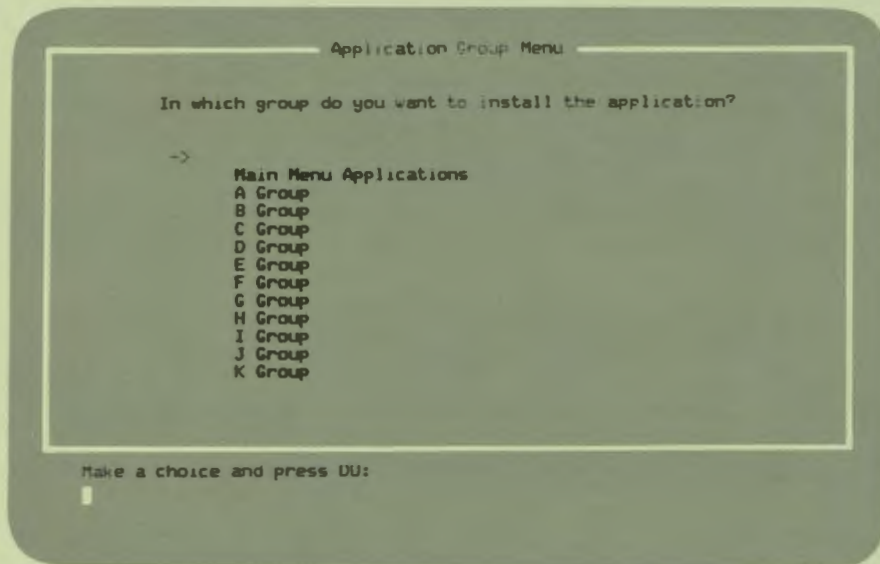 Application Group Menu
In which group do you want to install the application?
->
Main Menu Applications
A Group
B Group
C Group
D Group
E Group
F Group
G Group
H Group
I Group
J Group
K Group
Make a choice and press DU: